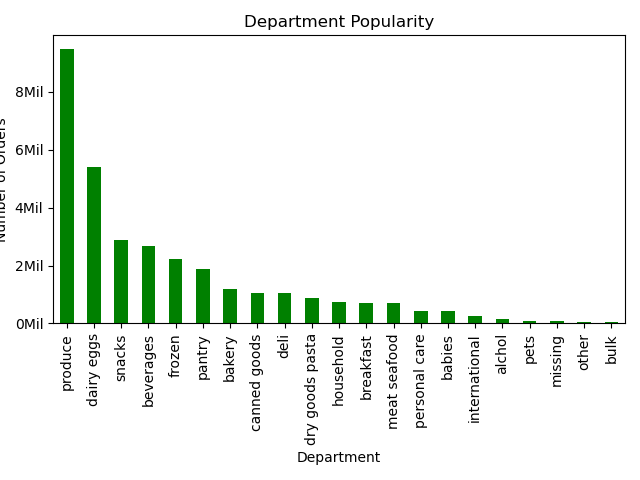 Department Popularity
Number of Orders
8Mil
6Mil
4Mil
2Mil
0Mil
produce
dairy eggs
snacks
beverages
frozen
pantry
bakery
canned goods
deli
dry goods pasta
household
breakfast
meat seafood
personal care
babies
international
alchol
pets
missing
other
bulk
Department